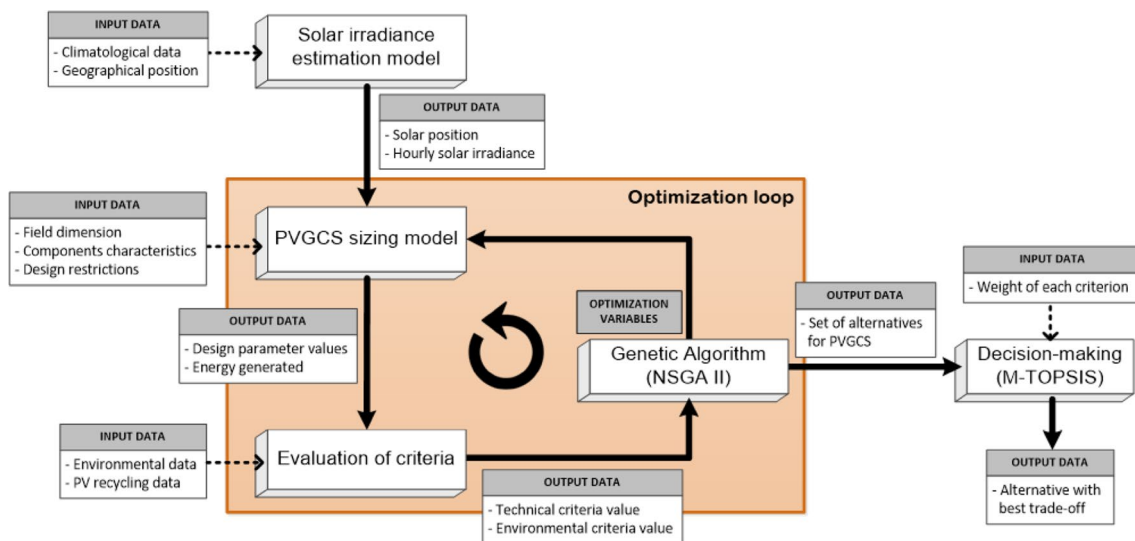 INPUT DATA
- Climatological data
- Geographical position
Solar irradiance
estimation model
OUTPUT DATA
- Solar position
- Hourly solar irradiance
Optimization loop
INPUT DATA
- Field dimension
- Components characteristics
- Design restrictions
PVGCS sizing model
OUTPUT DATA
- Design parameter values
- Energy generated
OPTIMIZATION
VARIABLES
Genetic Algorithm
(NSGA II)
OUTPUT DATA
- Set of alternatives
for PVGCS
INPUT DATA
- Weight of each criterion
Decision-making
(M-TOPSIS)
INPUT DATA
- Environmental data
- PV recycling data
Evaluation of criteria
OUTPUT DATA
- Technical criteria value
- Environmental criteria value
OUTPUT DATA
- Alternative with
best trade-off